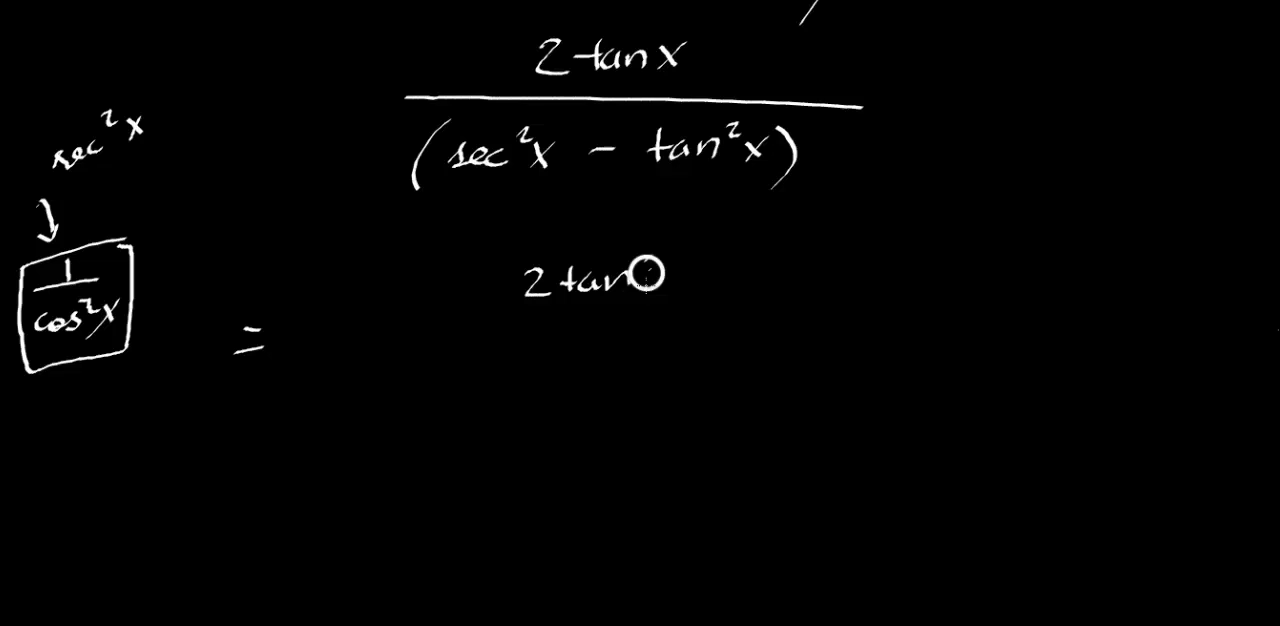 2 tan x
(sec²x - tan²x)
sec²x
↓
1
cos²x
=
2 tan